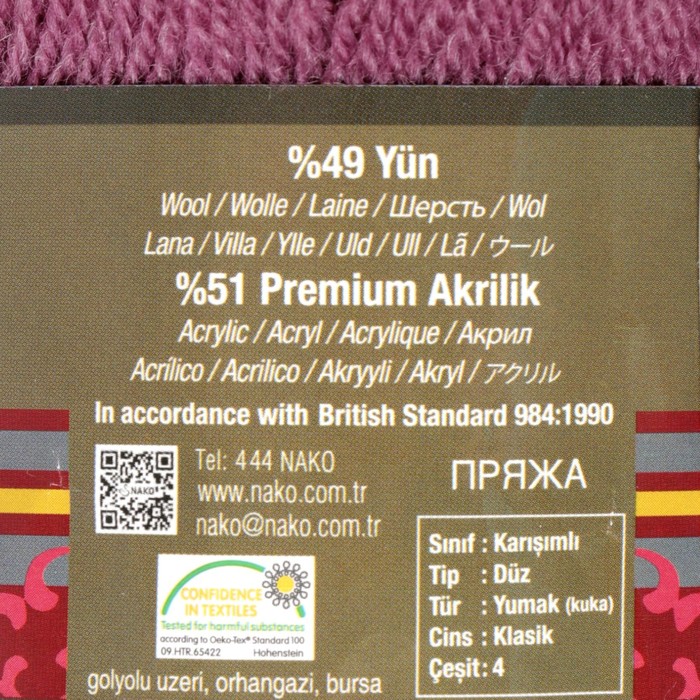 %49 Yün
Wool / Wolle / Laine / Шерсть / Wol
Lana / Villa / Ylle / Uld / Ull / Lã / ウール
%51 Premium Akrilik
Acrylic / Acryl / Acrylique / Акрил
Acrílico / Acrilico / Akryyli / Akryl / アクリル
In accordance with British Standard 984:1990
NAKO
Tel: 444 NAKO
www.nako.com.tr
nako@nako.com.tr
ПРЯЖА
CONFIDENCE
IN TEXTILES
Tested for harmful substances
according to Oeko-Tex® Standard 100
09.HTR.65422 Hohenstein
Sınıf : Karışımlı
Tip : Düz
Tür : Yumak (kuka)
Cins : Klasik
Çeşit: 4
golyolu uzeri, orhangazi, bursa